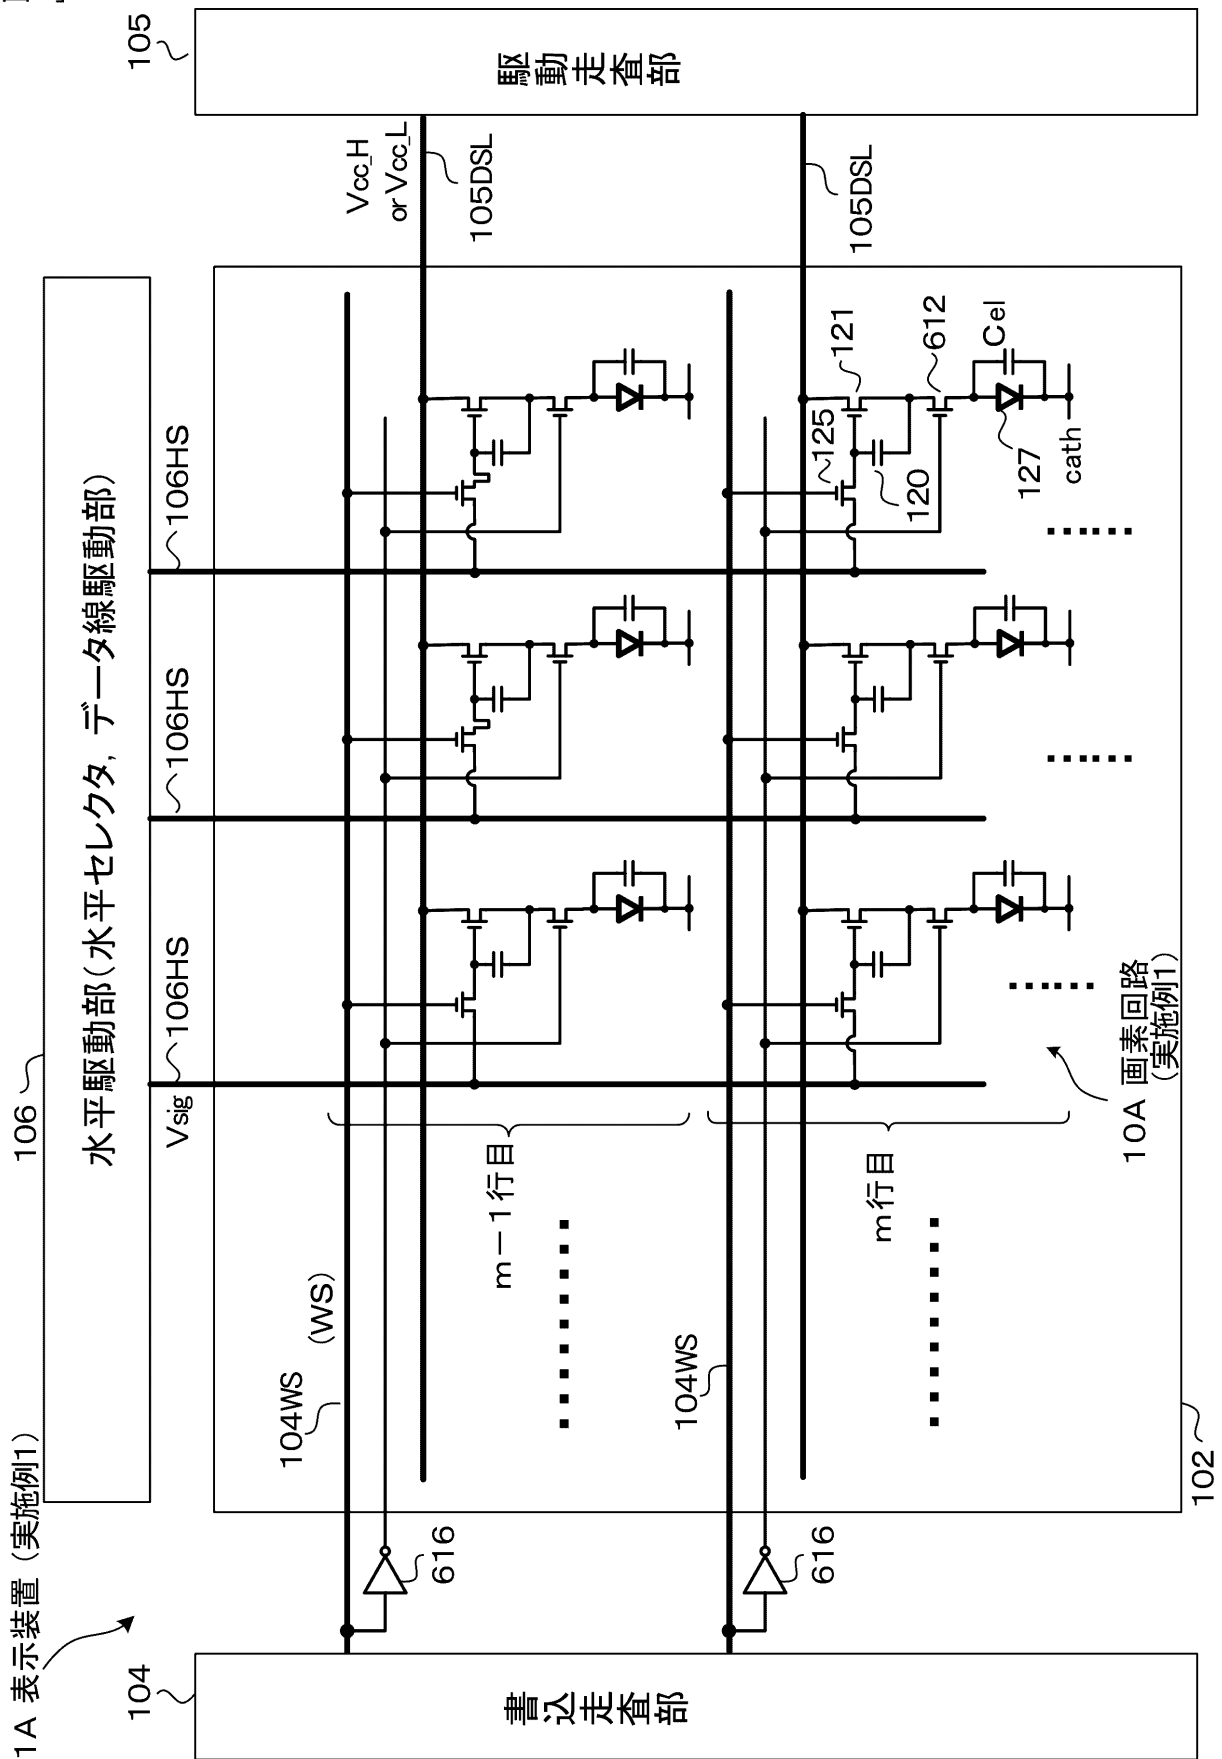 1A 表示装置 (実施例1)
106
水平駆動部(水平セレクタ, データ線駆動部)
104
書込走査部
105
駆動走査部
Vsig
106HS
106HS
106HS
104WS
(WS)
Vcc_H
or Vcc_L
105DSL
616
m−1行目
104WS
105DSL
616
m行目
125
121
120
612
127
Cel
cath
10A 画素回路
(実施例1)
102